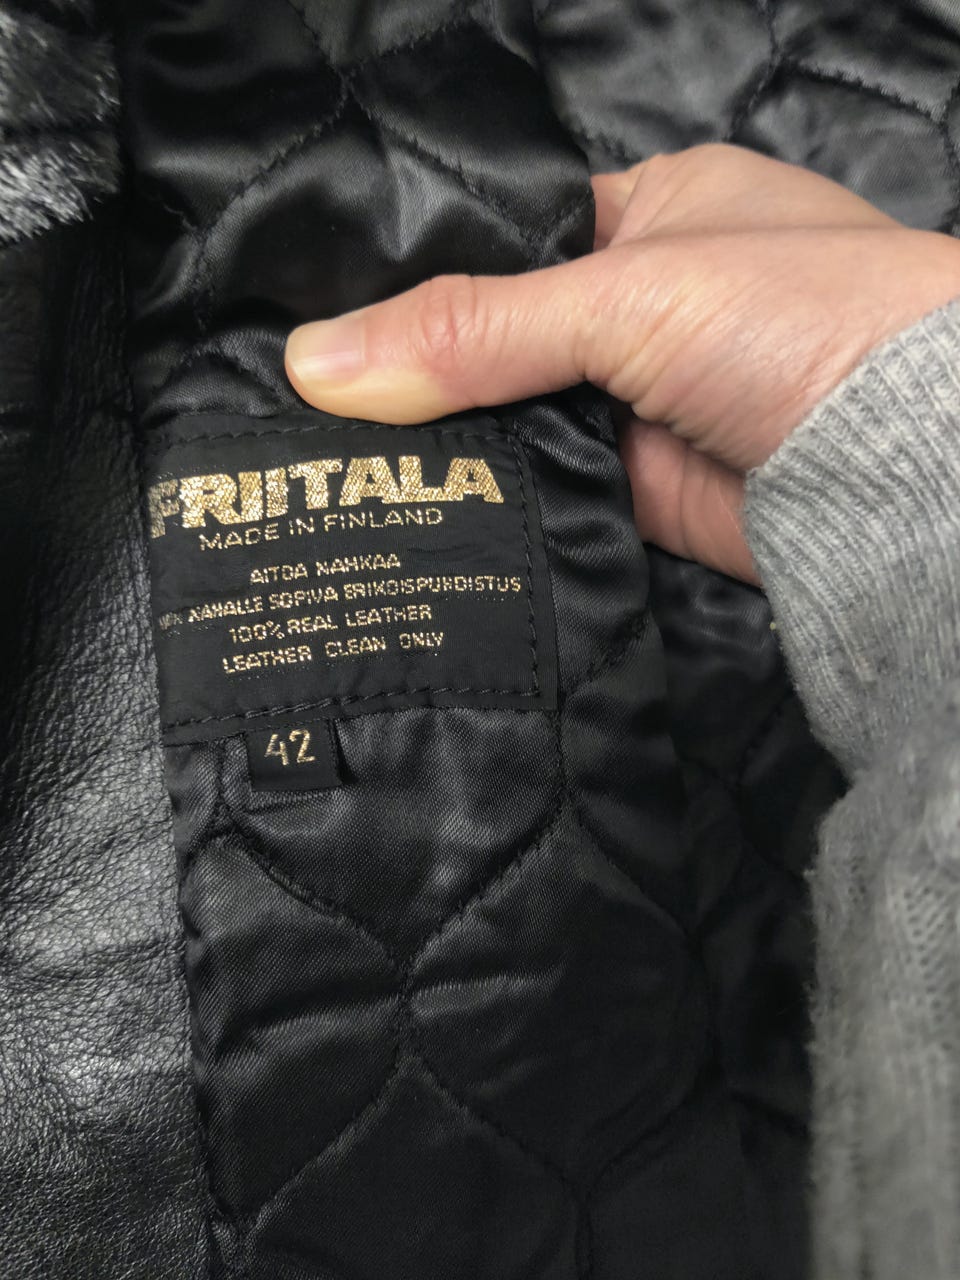 FRIITALA
MADE IN FINLAND
AITOA NAHKAA
NAHALLE SOPIVA ERIKOISPUHDISTUS
100% REAL LEATHER
LEATHER CLEAN ONLY
42